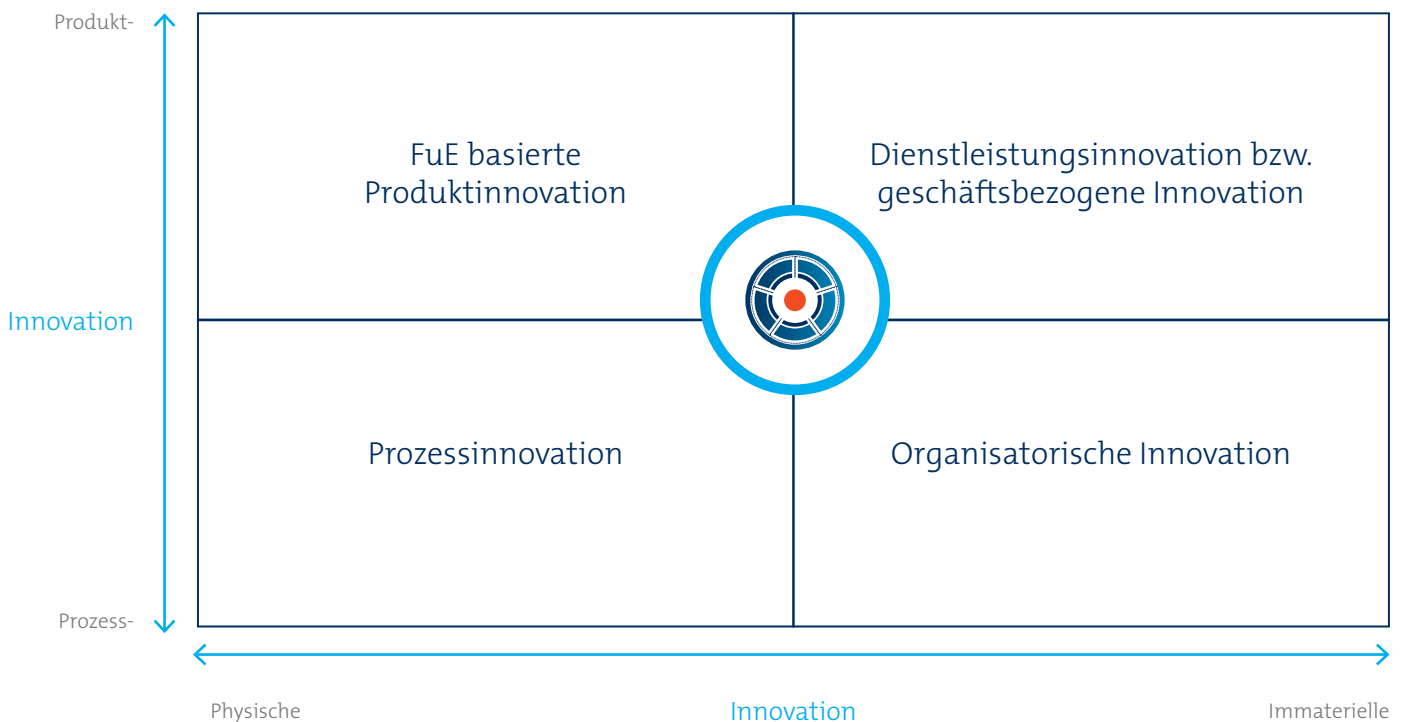 Produkt-
FuE basierte
Produktinnovation
Dienstleistungsinnovation bzw.
geschäftsbezogene Innovation
Innovation
Prozessinnovation
Organisatorische Innovation
Prozess-
Physische
Innovation
Immaterielle